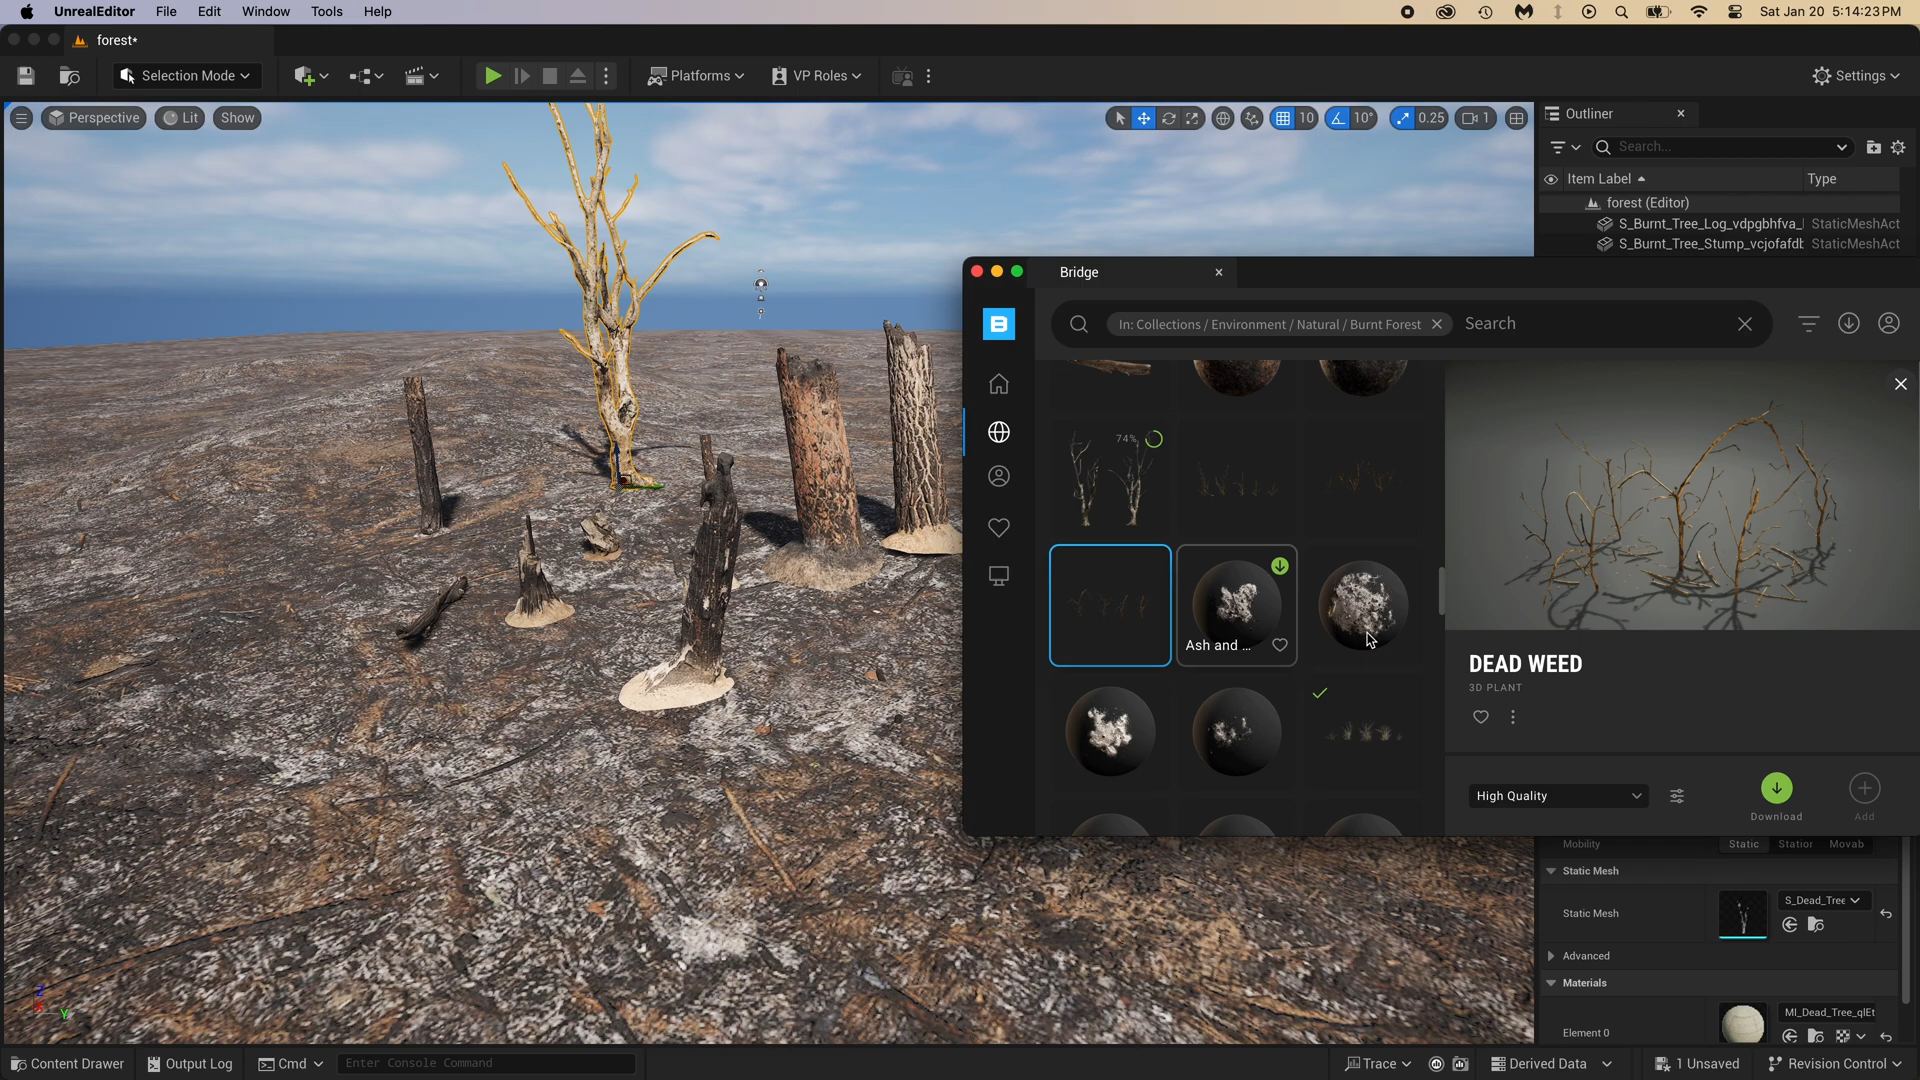 UnrealEditor File Edit Window Tools Help
Sat Jan 20 5:14:23 PM
forest*
Selection Mode
Platforms
VP Roles
Settings
Perspective
Lit
Show
10
10°
0.25
1
Outliner
Search...
Item Label
Type
forest (Editor)
S_Burnt_Tree_Log_vdpgbhfva_l StaticMeshAct
S_Burnt_Tree_Stump_vcjofafdt StaticMeshAct
Bridge
In: Collections / Environment / Natural / Burnt Forest
Search
74%
Ash and ...
DEAD WEED
3D PLANT
High Quality
Download
Add
Mobility
Static
Station
Movab
Static Mesh
Static Mesh
S_Dead_Tree
Advanced
Materials
MI_Dead_Tree_qlEt
Element 0
Z
X
Y
Content Drawer
Output Log
Cmd
Enter Console Command
Trace
Derived Data
1 Unsaved
Revision Control